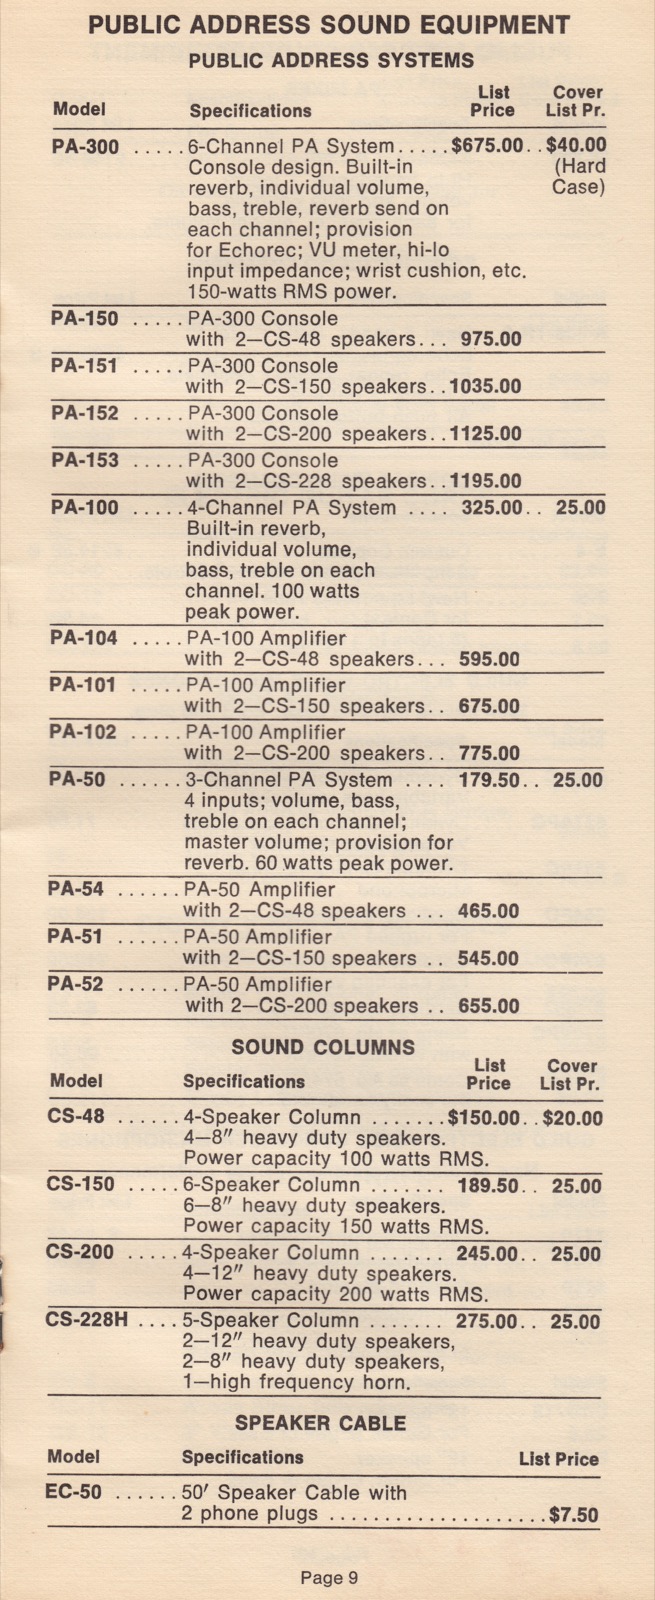 PUBLIC ADDRESS SOUND EQUIPMENT
PUBLIC ADDRESS SYSTEMS
List Cover
Model Specifications Price List Pr.
PA-300 .....6-Channel PA System.....$675.00..$40.00
Console design. Built-in (Hard
reverb, individual volume, Case)
bass, treble, reverb send on
each channel; provision
for Echorec; VU meter, hi-lo
input impedance; wrist cushion, etc.
150-watts RMS power.
PA-150 .....PA-300 Console
with 2—CS-48 speakers... 975.00
PA-151 .....PA-300 Console
with 2—CS-150 speakers..1035.00
PA-152 .....PA-300 Console
with 2—CS-200 speakers..1125.00
PA-153 .....PA-300 Console
with 2—CS-228 speakers..1195.00
PA-100 .....4-Channel PA System .... 325.00.. 25.00
Built-in reverb,
individual volume,
bass, treble on each
channel. 100 watts
peak power.
PA-104 .....PA-100 Amplifier
with 2—CS-48 speakers... 595.00
PA-101 .....PA-100 Amplifier
with 2—CS-150 speakers.. 675.00
PA-102 .....PA-100 Amplifier
with 2—CS-200 speakers.. 775.00
PA-50 ......3-Channel PA System .... 179.50.. 25.00
4 inputs; volume, bass,
treble on each channel;
master volume; provision for
reverb. 60 watts peak power.
PA-54 ......PA-50 Amplifier
with 2—CS-48 speakers ... 465.00
PA-51 ......PA-50 Amplifier
with 2—CS-150 speakers .. 545.00
PA-52 ......PA-50 Amplifier
with 2—CS-200 speakers .. 655.00
SOUND COLUMNS
List Cover
Model Specifications Price List Pr.
CS-48 ......4-Speaker Column .......$150.00..$20.00
4—8″ heavy duty speakers.
Power capacity 100 watts RMS.
CS-150 .....6-Speaker Column ....... 189.50.. 25.00
6—8″ heavy duty speakers.
Power capacity 150 watts RMS.
CS-200 .....4-Speaker Column ....... 245.00.. 25.00
4—12″ heavy duty speakers.
Power capacity 200 watts RMS.
CS-228H ....5-Speaker Column ....... 275.00.. 25.00
2—12″ heavy duty speakers,
2—8″ heavy duty speakers,
1—high frequency horn.
SPEAKER CABLE
Model Specifications List Price
EC-50 ......50′ Speaker Cable with
2 phone plugs ....................$7.50
Page 9